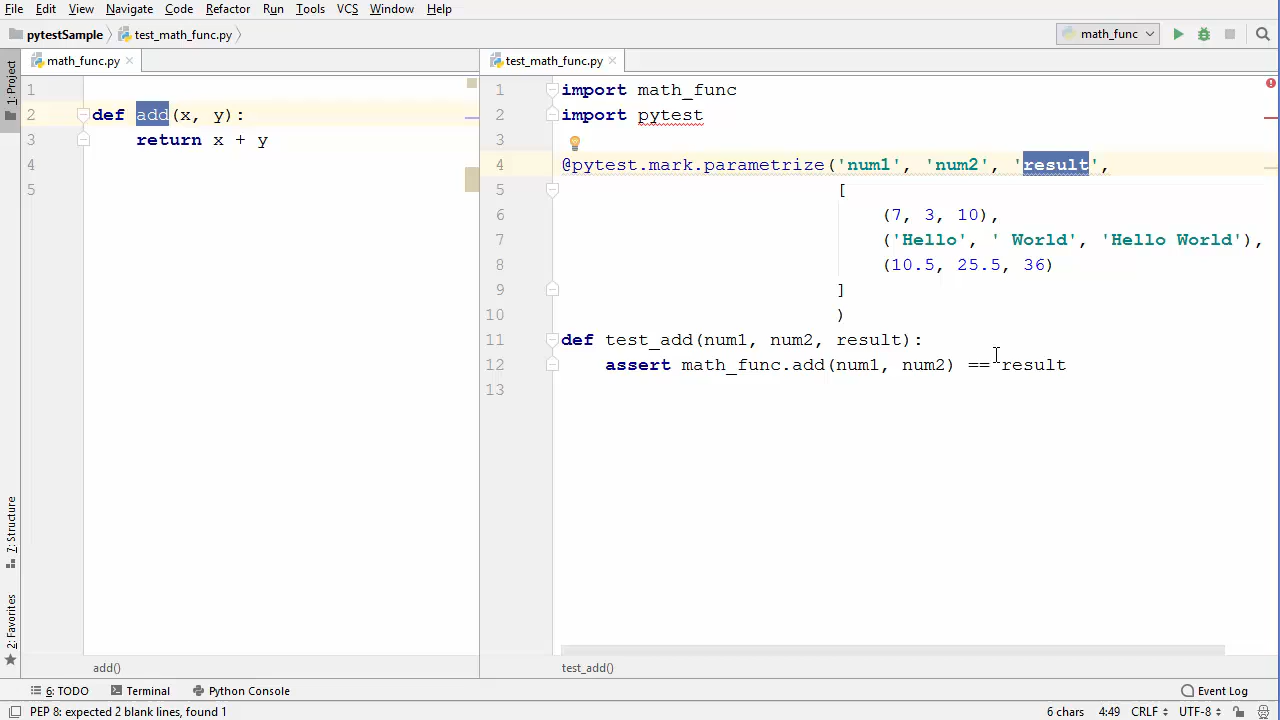 File Edit View Navigate Code Refactor Run Tools VCS Window Help
pytestSample test_math_func.py math_func
math_func.py test_math_func.py
1: Project
7: Structure
2: Favorites
1
2 def add(x, y):
3 return x + y
4
5
add()
1 import math_func
2 import pytest
3
4 @pytest.mark.parametrize('num1', 'num2', 'result',
5 [
6 (7, 3, 10),
7 ('Hello', ' World', 'Hello World'),
8 (10.5, 25.5, 36)
9 ]
10 )
11 def test_add(num1, num2, result):
12 assert math_func.add(num1, num2) == result
13
test_add()
6: TODO Terminal Python Console Event Log
PEP 8: expected 2 blank lines, found 1 6 chars 4:49 CRLF UTF-8